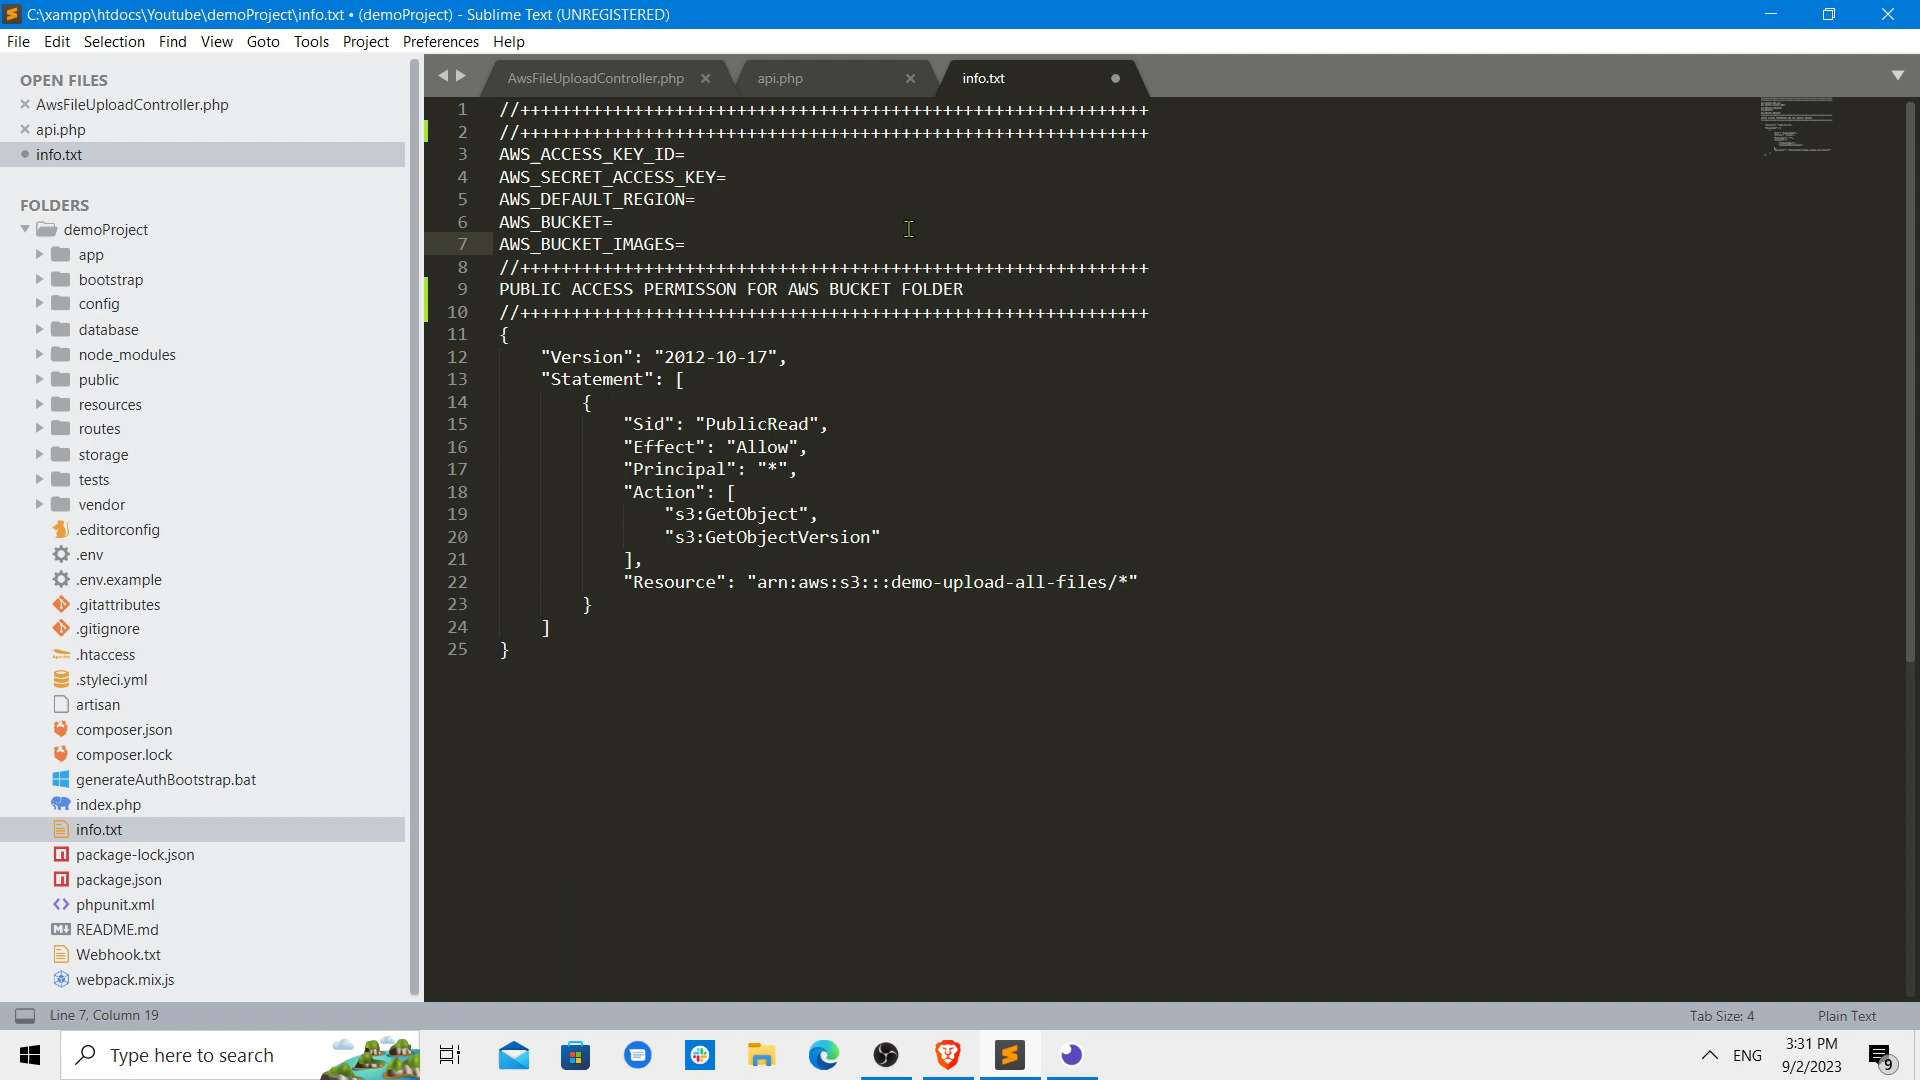 C:\xampp\htdocs\Youtube\demoProject\info.txt • (demoProject) - Sublime Text (UNREGISTERED)
File Edit Selection Find View Goto Tools Project Preferences Help
OPEN FILES
AwsFileUploadController.php
api.php
info.txt
FOLDERS
demoProject
app
bootstrap
config
database
node_modules
public
resources
routes
storage
tests
vendor
.editorconfig
.env
.env.example
.gitattributes
.gitignore
.htaccess
.styleci.yml
artisan
composer.json
composer.lock
generateAuthBootstrap.bat
index.php
info.txt
package-lock.json
package.json
phpunit.xml
README.md
Webhook.txt
webpack.mix.js
AwsFileUploadController.php api.php info.txt
1 //+++++++++++++++++++++++++++++++++++++++++++++++++++++++++++++
2 //+++++++++++++++++++++++++++++++++++++++++++++++++++++++++++++
3 AWS_ACCESS_KEY_ID=
4 AWS_SECRET_ACCESS_KEY=
5 AWS_DEFAULT_REGION=
6 AWS_BUCKET=
7 AWS_BUCKET_IMAGES=
8 //+++++++++++++++++++++++++++++++++++++++++++++++++++++++++++++
9 PUBLIC ACCESS PERMISSON FOR AWS BUCKET FOLDER
10 //+++++++++++++++++++++++++++++++++++++++++++++++++++++++++++++
11 {
12 "Version": "2012-10-17",
13 "Statement": [
14 {
15 "Sid": "PublicRead",
16 "Effect": "Allow",
17 "Principal": "*",
18 "Action": [
19 "s3:GetObject",
20 "s3:GetObjectVersion"
21 ],
22 "Resource": "arn:aws:s3:::demo-upload-all-files/*"
23 }
24 ]
25 }
Line 7, Column 19 Tab Size: 4 Plain Text
Type here to search ENG 3:31 PM
9/2/2023 9